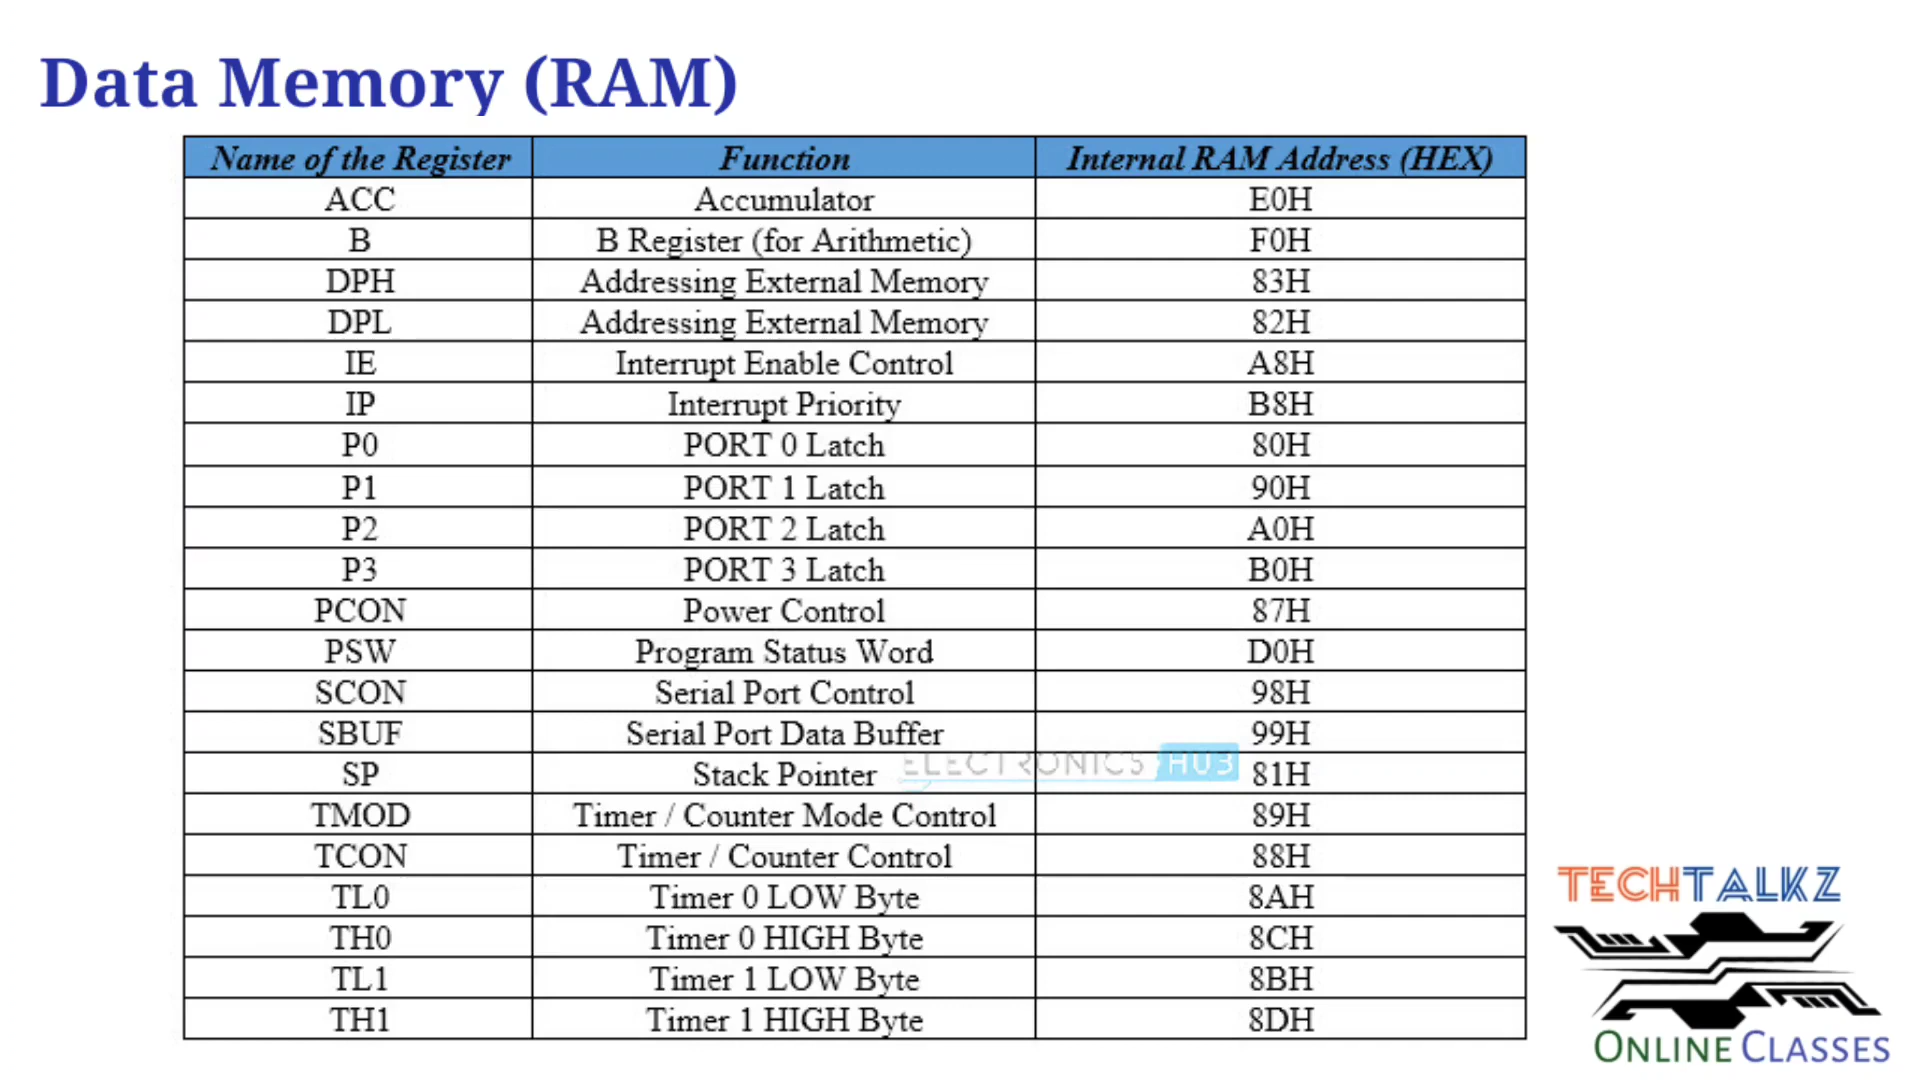 Data Memory (RAM)
Name of the Register Function Internal RAM Address (HEX)
ACC Accumulator E0H
B B Register (for Arithmetic) F0H
DPH Addressing External Memory 83H
DPL Addressing External Memory 82H
IE Interrupt Enable Control A8H
IP Interrupt Priority B8H
P0 PORT 0 Latch 80H
P1 PORT 1 Latch 90H
P2 PORT 2 Latch A0H
P3 PORT 3 Latch B0H
PCON Power Control 87H
PSW Program Status Word D0H
SCON Serial Port Control 98H
SBUF Serial Port Data Buffer 99H
ELECTRONICS HUB
SP Stack Pointer 81H
TMOD Timer / Counter Mode Control 89H
TCON Timer / Counter Control 88H
TL0 Timer 0 LOW Byte 8AH
TH0 Timer 0 HIGH Byte 8CH
TL1 Timer 1 LOW Byte 8BH
TH1 Timer 1 HIGH Byte 8DH
TECHTALKZ
ONLINE CLASSES